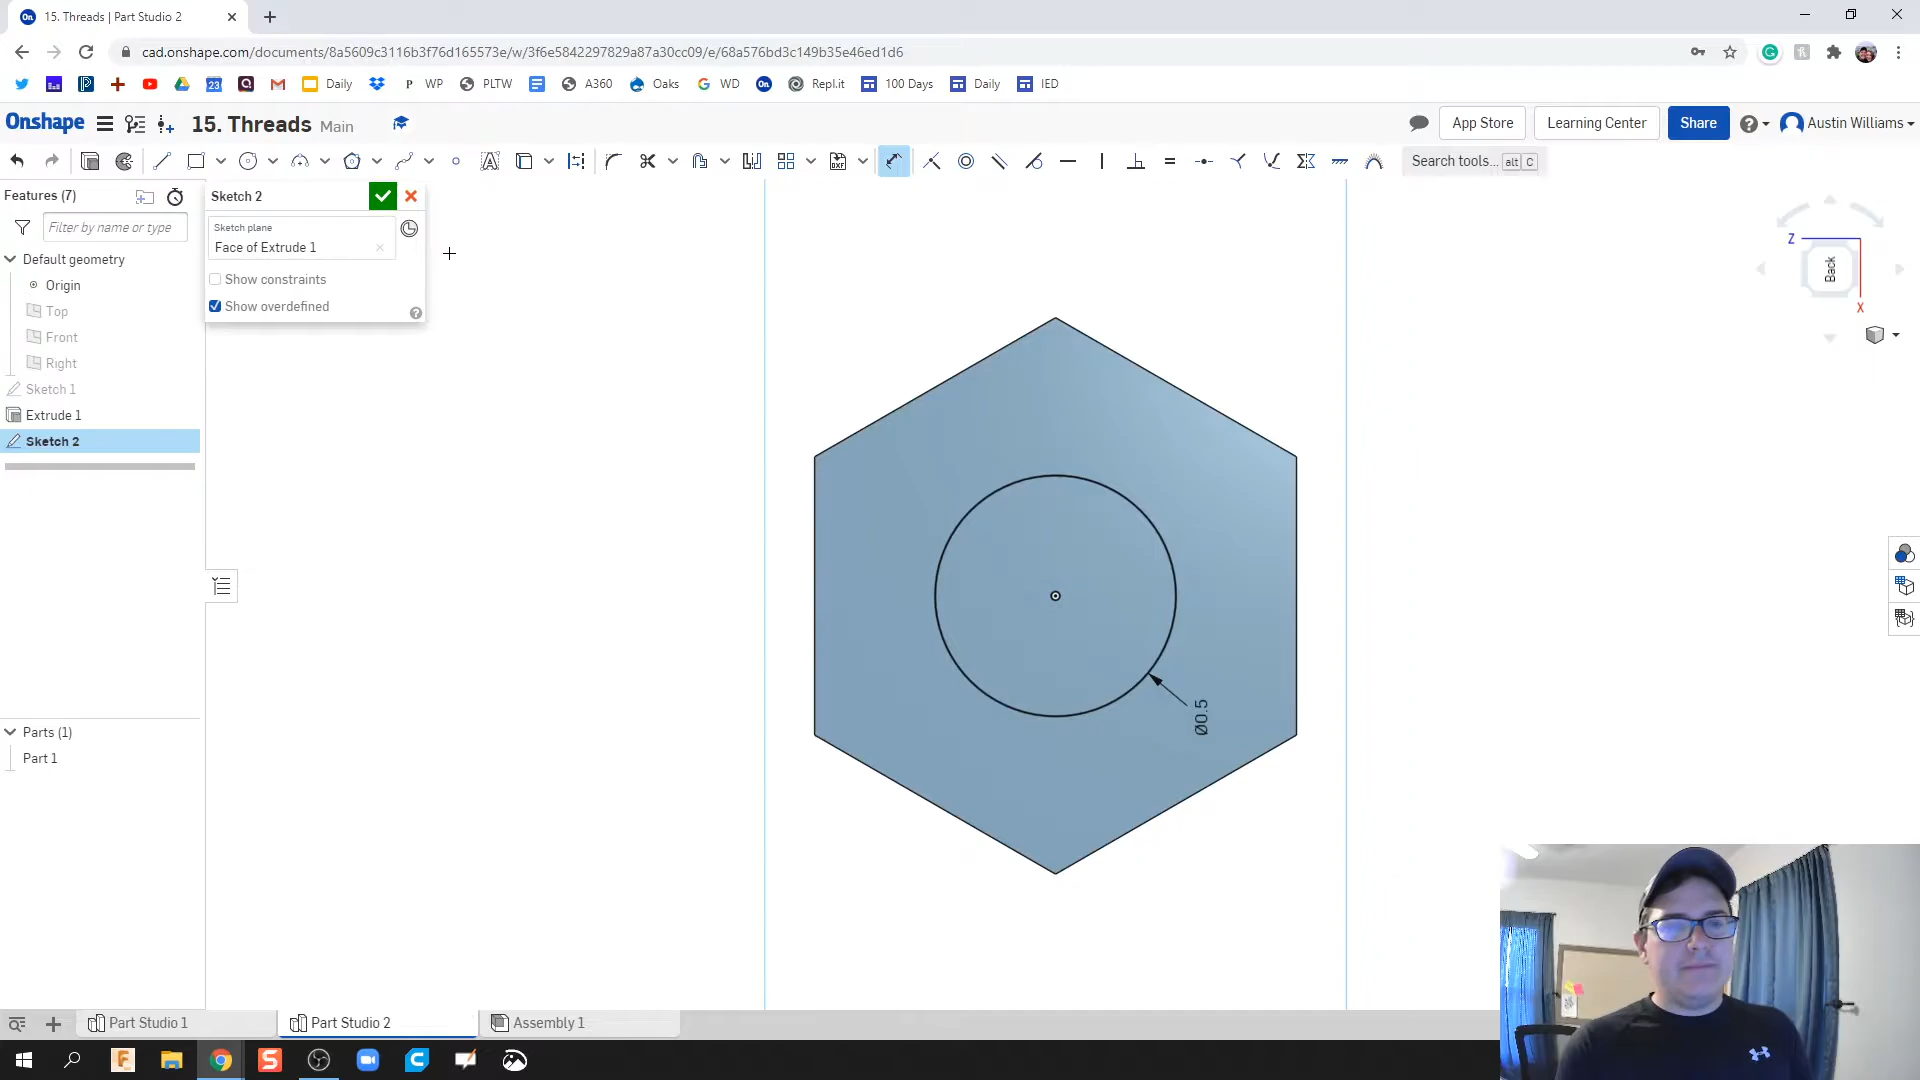 15. Threads | Part Studio 2
cad.onshape.com/documents/8a5609c3116b3f76d165573e/w/3f6e5842297829a87a30cc09/e/68a576bd3c149b35e46ed1d6
Daily
WP
PLTW
A360
Oaks
WD
Repl.it
100 Days
Daily
IED
Onshape
15. Threads Main
App Store
Learning Center
Share
Austin Williams
Search tools... alt C
Features (7)
Filter by name or type
Default geometry
Origin
Top
Front
Right
Sketch 1
Extrude 1
Sketch 2
Sketch 2
Sketch plane
Face of Extrude 1
Show constraints
Show overdefined
Z
Back
X
Ø0.5
Parts (1)
Part 1
Part Studio 1
Part Studio 2
Assembly 1